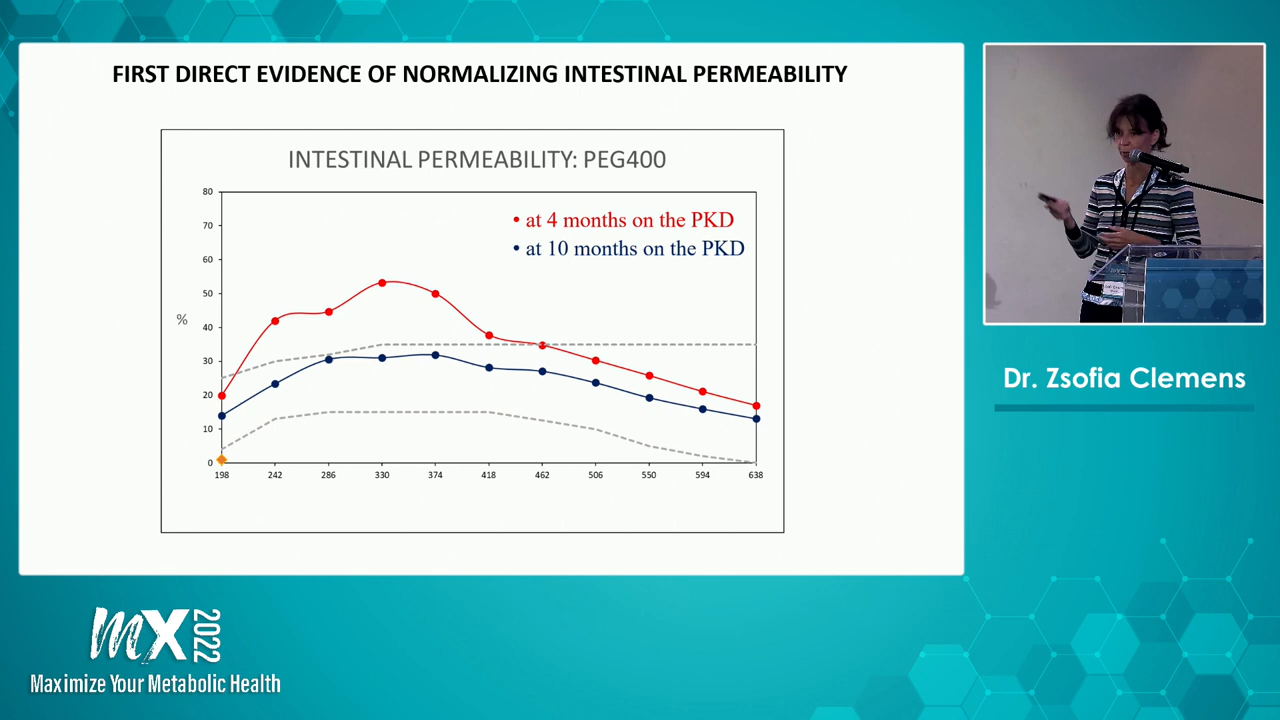 FIRST DIRECT EVIDENCE OF NORMALIZING INTESTINAL PERMEABILITY
INTESTINAL PERMEABILITY: PEG400
• at 4 months on the PKD
• at 10 months on the PKD
%
80
70
60
50
40
30
20
10
0
198 242 286 330 374 418 462 506 550 594 638
Dr. Zsofia Clemens
mx 2022
Maximize Your Metabolic Health